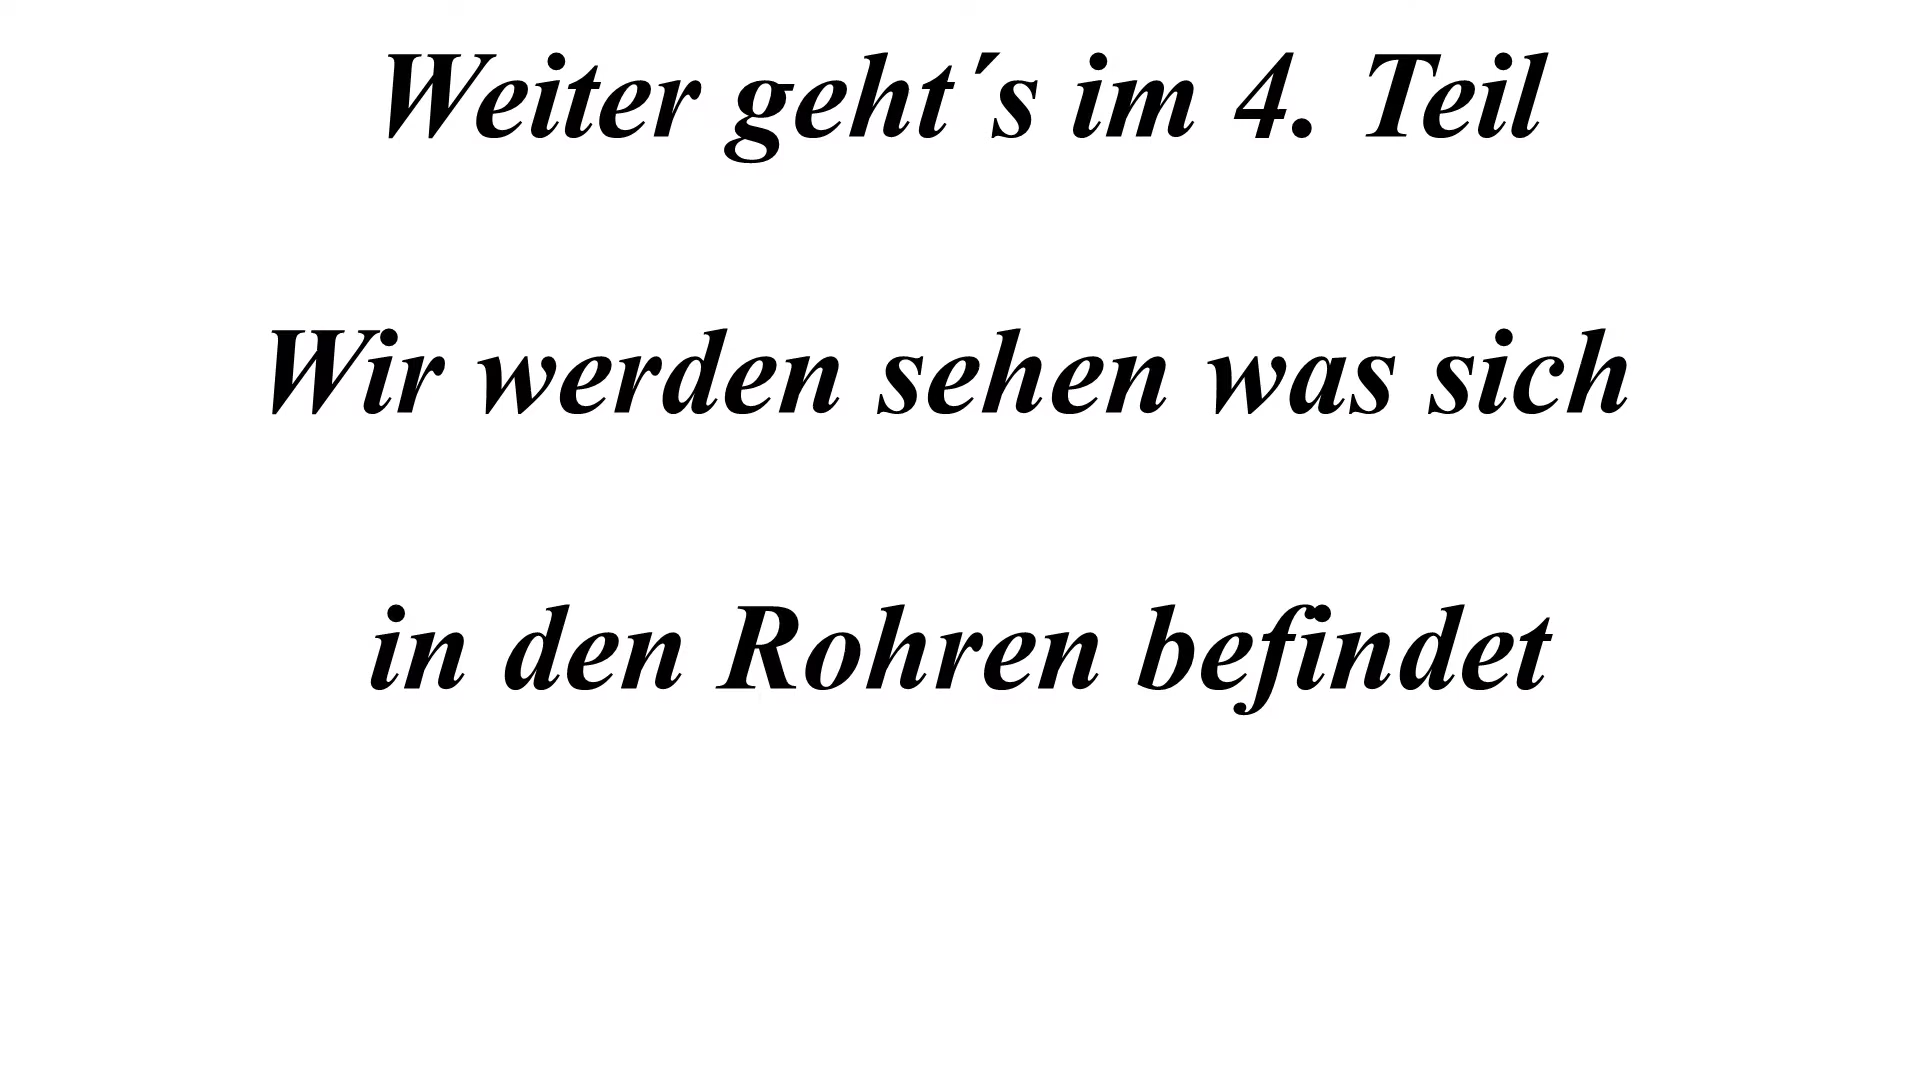 Weiter geht´s im 4. Teil
Wir werden sehen was sich
in den Rohren befindet